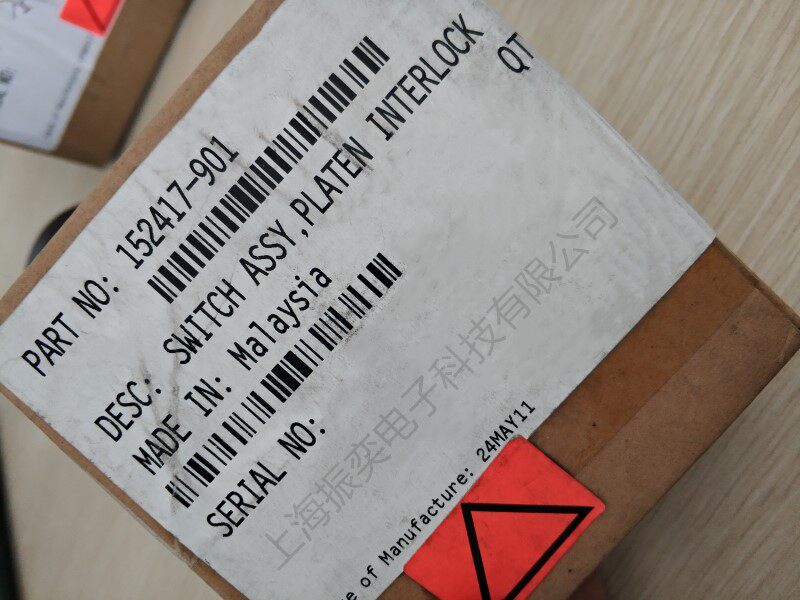 PART NO: 152417-901
QT
DESC: SWITCH ASSY,PLATEN INTERLOCK
MADE IN: Malaysia
SERIAL NO:
e of Manufacture: 24MAY11
上海振奕电子科技有限公司